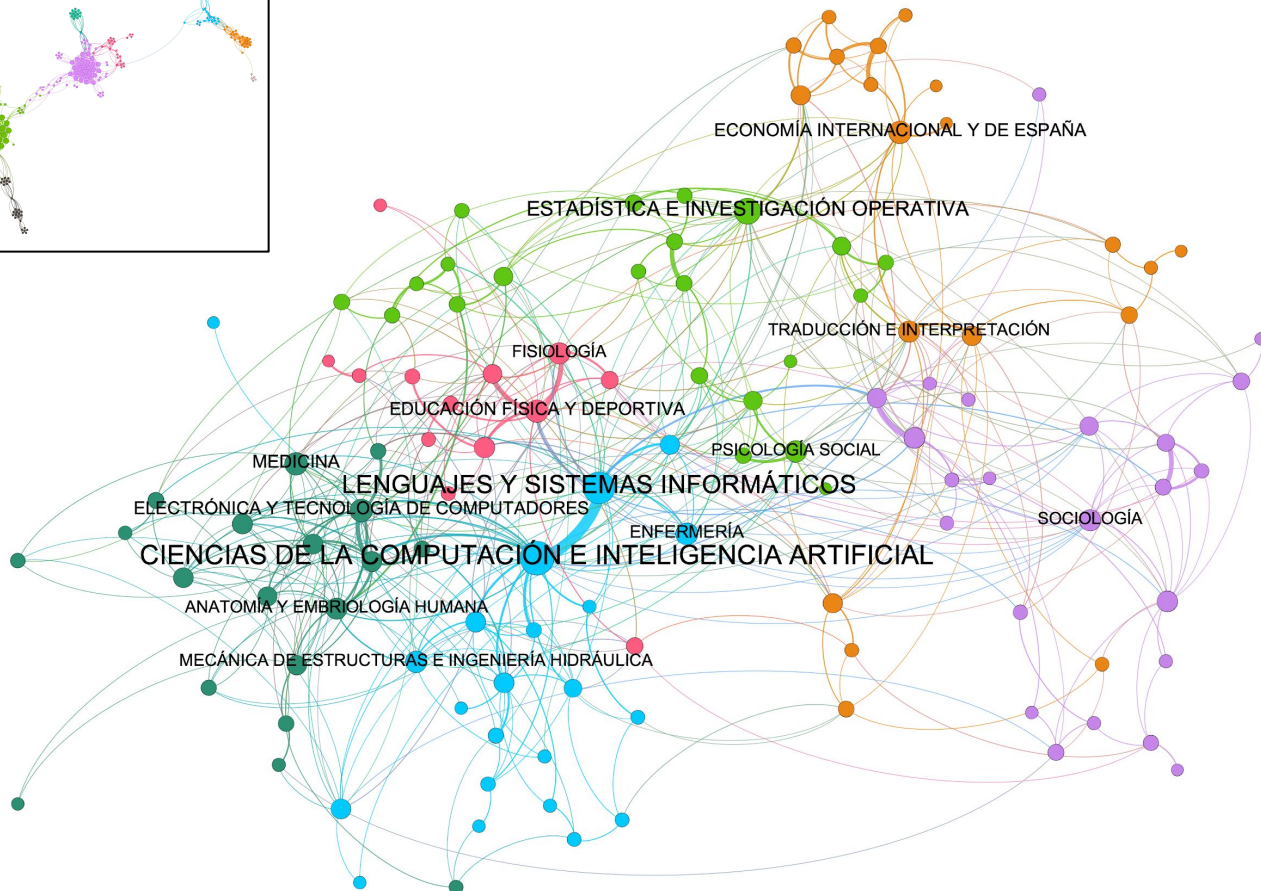 ECONOMÍA INTERNACIONAL Y DE ESPAÑA
ESTADÍSTICA E INVESTIGACIÓN OPERATIVA
TRADUCCIÓN E INTERPRETACIÓN
FISIOLOGÍA
EDUCACIÓN FÍSICA Y DEPORTIVA
PSICOLOGÍA SOCIAL
MEDICINA
LENGUAJES Y SISTEMAS INFORMÁTICOS
ELECTRÓNICA Y TECNOLOGÍA DE COMPUTADORES
SOCIOLOGÍA
ENFERMERÍA
CIENCIAS DE LA COMPUTACIÓN E INTELIGENCIA ARTIFICIAL
ANATOMÍA Y EMBRIOLOGÍA HUMANA
MECÁNICA DE ESTRUCTURAS E INGENIERÍA HIDRÁULICA